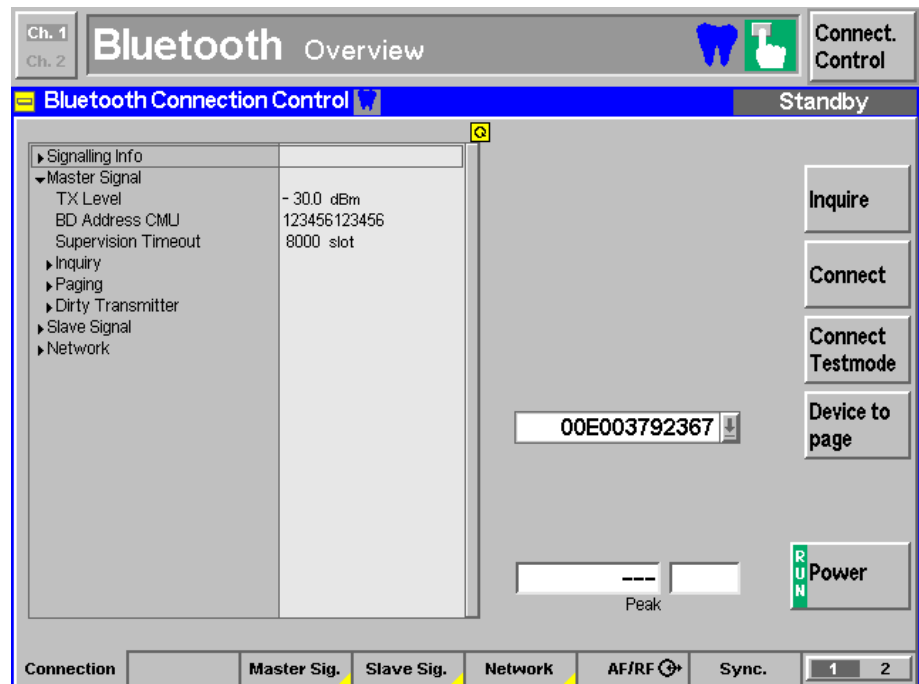 Ch. 1
Ch. 2
Bluetooth Overview
Connect.
Control
Bluetooth Connection Control
Standby
Signalling Info
Master Signal
TX Level - 30.0 dBm
BD Address CMU 123456123456
Supervision Timeout 8000 slot
Inquiry
Paging
Dirty Transmitter
Slave Signal
Network
Inquire
Connect
Connect
Testmode
00E003792367
Device to
page
---
Peak
RUN
Power
Connection Master Sig. Slave Sig. Network AF/RF Sync. 1 2